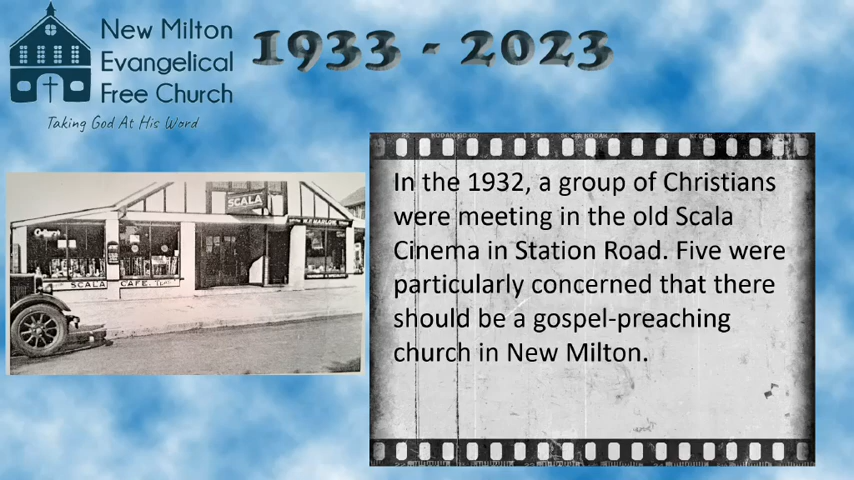 New Milton
Evangelical
Free Church
Taking God At His Word
1933 - 2023
SCALA
SCALA CAFE.
In the 1932, a group of Christians
were meeting in the old Scala
Cinema in Station Road. Five were
particularly concerned that there
should be a gospel-preaching
church in New Milton.